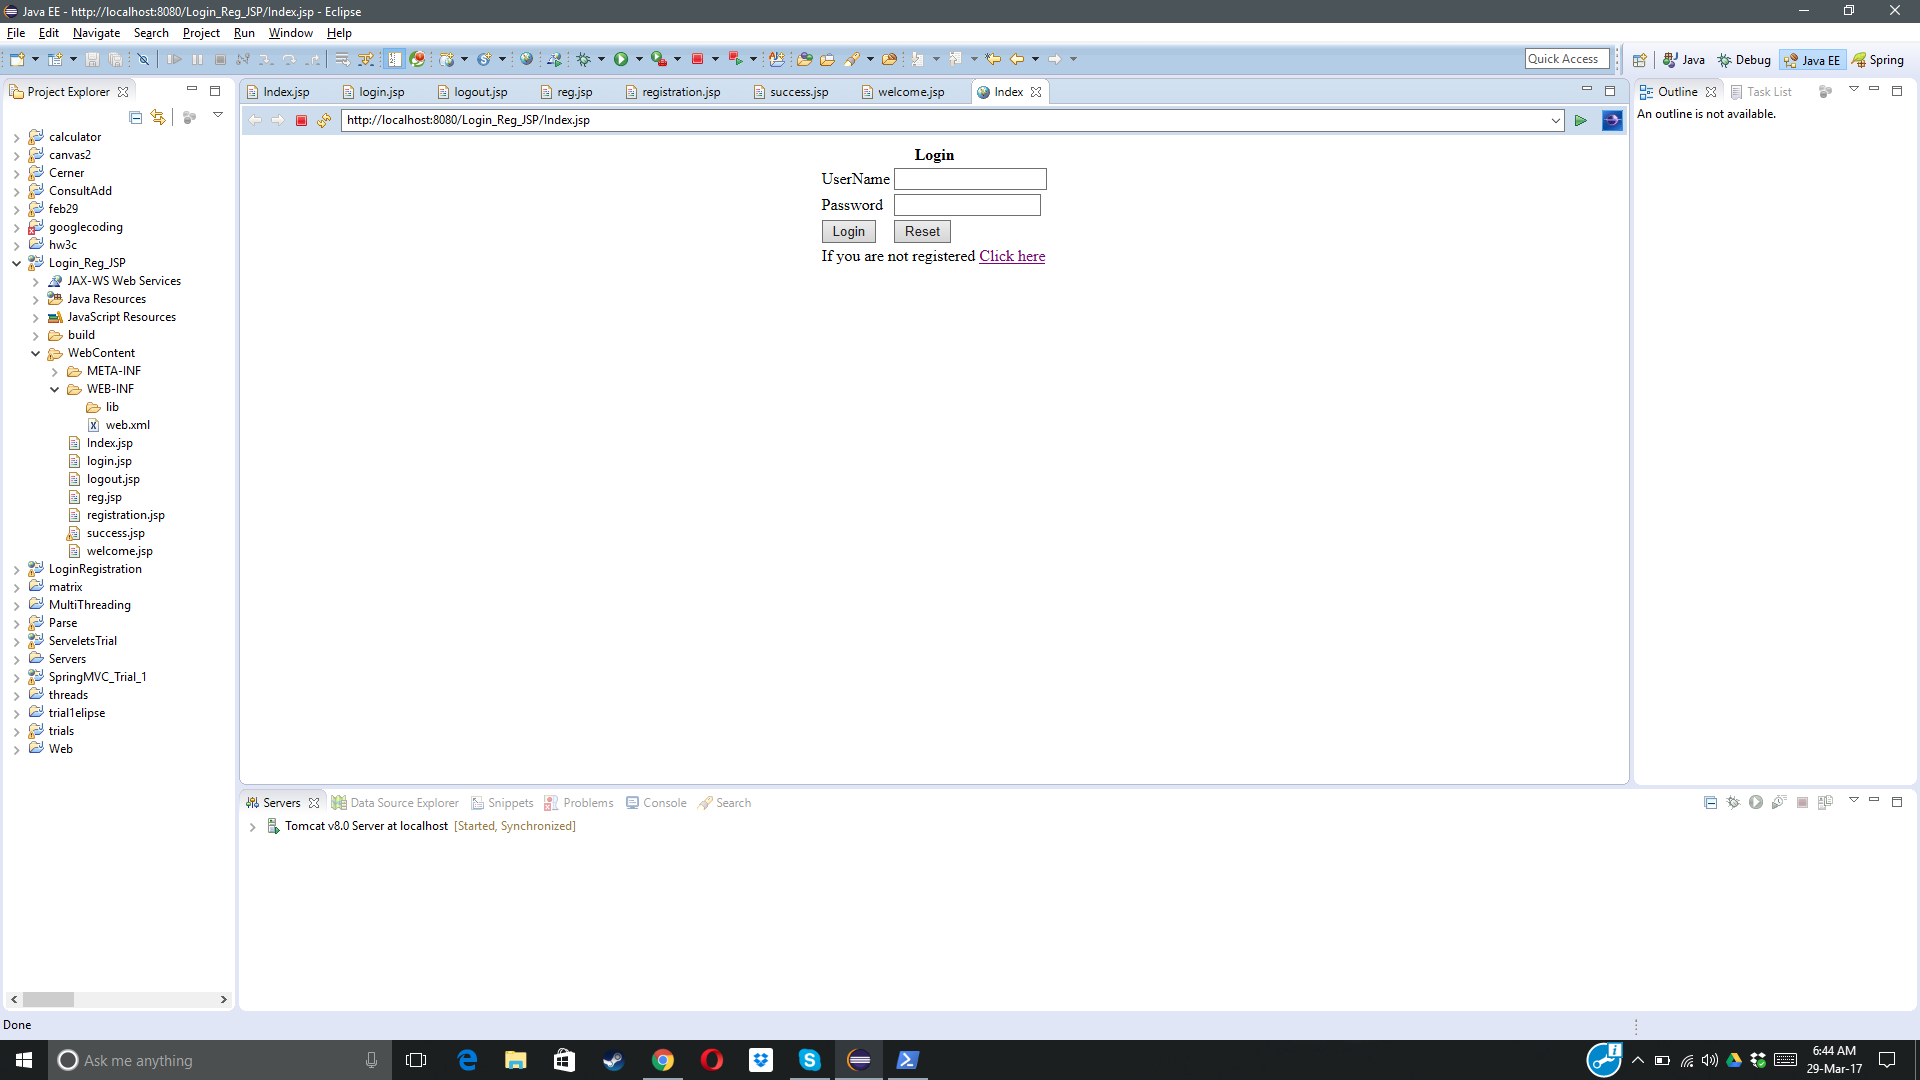 Java EE - http://localhost:8080/Login_Reg_JSP/Index.jsp - Eclipse
File Edit Navigate Search Project Run Window Help
Quick Access Java Debug Java EE Spring
Project Explorer
Index.jsp login.jsp logout.jsp reg.jsp registration.jsp success.jsp welcome.jsp Index
Outline Task List
http://localhost:8080/Login_Reg_JSP/Index.jsp
An outline is not available.
calculator
canvas2
Cerner
ConsultAdd
feb29
googlecoding
hw3c
Login_Reg_JSP
JAX-WS Web Services
Java Resources
JavaScript Resources
build
WebContent
META-INF
WEB-INF
lib
web.xml
Index.jsp
login.jsp
logout.jsp
reg.jsp
registration.jsp
success.jsp
welcome.jsp
LoginRegistration
matrix
MultiThreading
Parse
ServeletsTrial
Servers
SpringMVC_Trial_1
threads
trial1elipse
trials
Web
Login
UserName
Password
Login Reset
If you are not registered Click here
Servers Data Source Explorer Snippets Problems Console Search
Tomcat v8.0 Server at localhost [Started, Synchronized]
Done
Ask me anything
6:44 AM
29-Mar-17